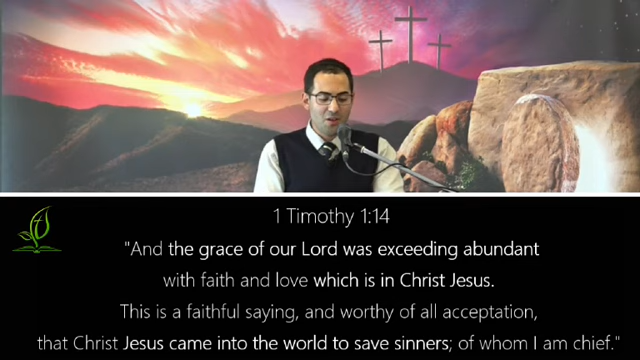 1 Timothy 1:14
"And the grace of our Lord was exceeding abundant
with faith and love which is in Christ Jesus.
This is a faithful saying, and worthy of all acceptation,
that Christ Jesus came into the world to save sinners; of whom I am chief."